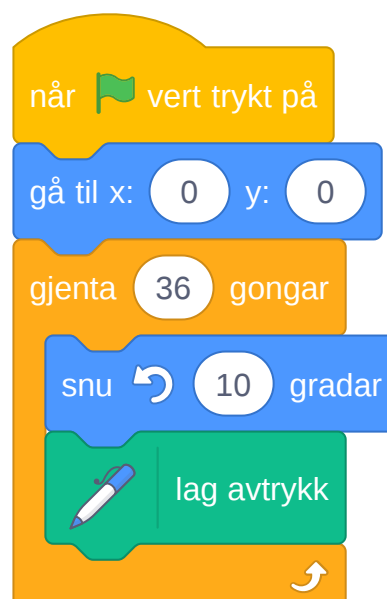 når vert trykt på
gå til x: 0 y: 0
gjenta 36 gongar
snu 10 gradar
lag avtrykk